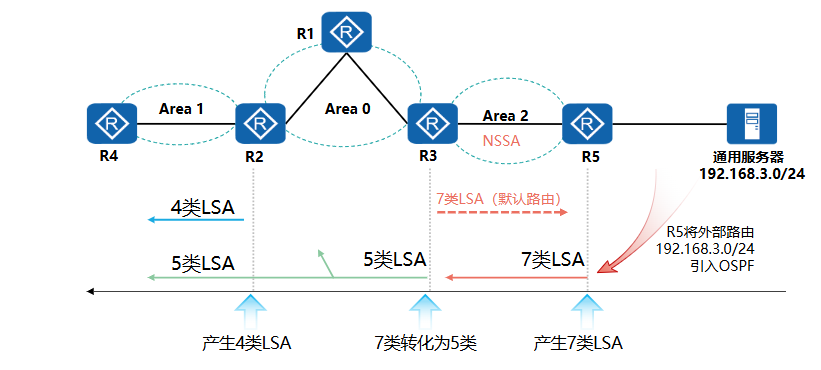 R1
Area 1
Area 0
Area 2
NSSA
R4
R2
R3
R5
通用服务器
192.168.3.0/24
7类LSA（默认路由）
4类LSA
R5将外部路由
192.168.3.0/24
引入OSPF
5类LSA
5类LSA
7类LSA
产生4类LSA
7类转化为5类
产生7类LSA